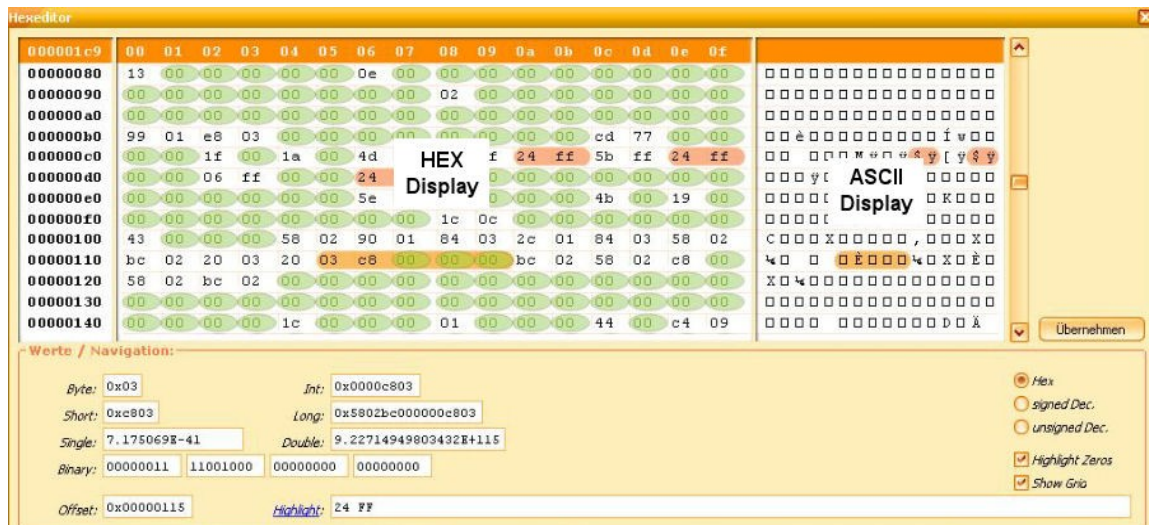 Hexeditor
000001c9 00 01 02 03 04 05 06 07 08 09 0a 0b 0c 0d 0e 0f
00000080 13 00 00 00 00 00 0e 00 00 00 00 00 00 00 00 00
00000090 00 00 00 00 00 00 00 00 02 00 00 00 00 00 00 00
000000a0 00 00 00 00 00 00 00 00 00 00 00 00 00 00 00 00
000000b0 99 01 e8 03 00 00 00 00 00 00 00 00 cd 77 00 00 è Í w
000000c0 00 00 1f 00 1a 00 4d f 24 ff 5b ff 24 ff M ÿ ÿ $ ÿ [ ÿ $ ÿ
HEX Display
ASCII Display
000000d0 00 00 06 ff 00 00 24 00 00 00 00 00 ÿ
000000e0 00 00 00 00 00 00 5e 00 00 4b 00 19 00 K
000000f0 00 00 00 00 00 00 00 00 1c 0c 00 00 00 00 00 00
00000100 43 00 00 00 58 02 90 01 84 03 2c 01 84 03 58 02 C X , X
00000110 bc 02 20 03 20 03 c8 00 00 00 bc 02 58 02 c8 00 È ¼ X È
00000120 58 02 bc 02 00 00 00 00 00 00 00 00 00 00 00 00 X ¼
00000130 00 00 00 00 00 00 00 00 00 00 00 00 00 00 00 00
00000140 00 00 00 00 1c 00 00 00 01 00 00 00 44 00 c4 09 D Ä
Übernehmen
Werte / Navigation:
Byte: 0x03 Int: 0x0000c803 Hex
Short: 0xc803 Long: 0x5802bc000000c803 signed Dec.
Single: 7.175069E-41 Double: 9.22714949803432E+115 unsigned Dec.
Binary: 00000011 11001000 00000000 00000000 Highlight Zeros
Show Grid
Offset: 0x00000115 Highlight: 24 FF